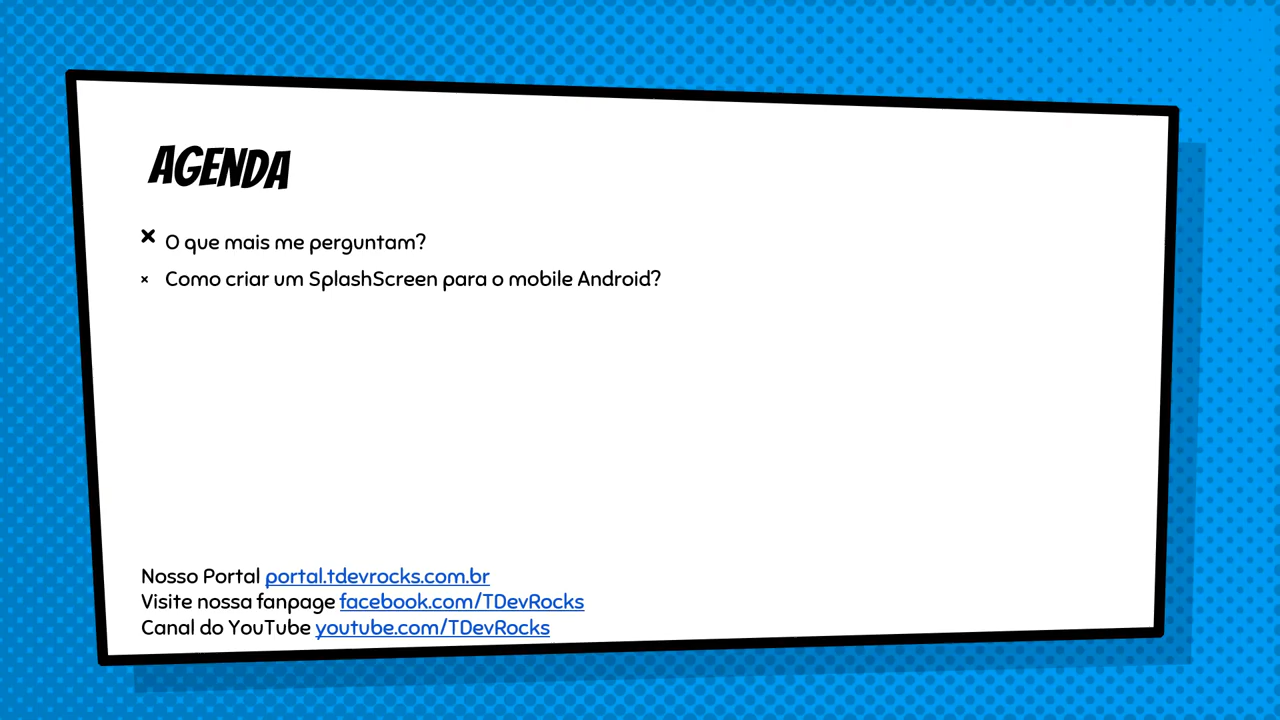 AGENDA
× O que mais me perguntam?
× Como criar um SplashScreen para o mobile Android?
Nosso Portal portal.tdevrocks.com.br
Visite nossa fanpage facebook.com/TDevRocks
Canal do YouTube youtube.com/TDevRocks